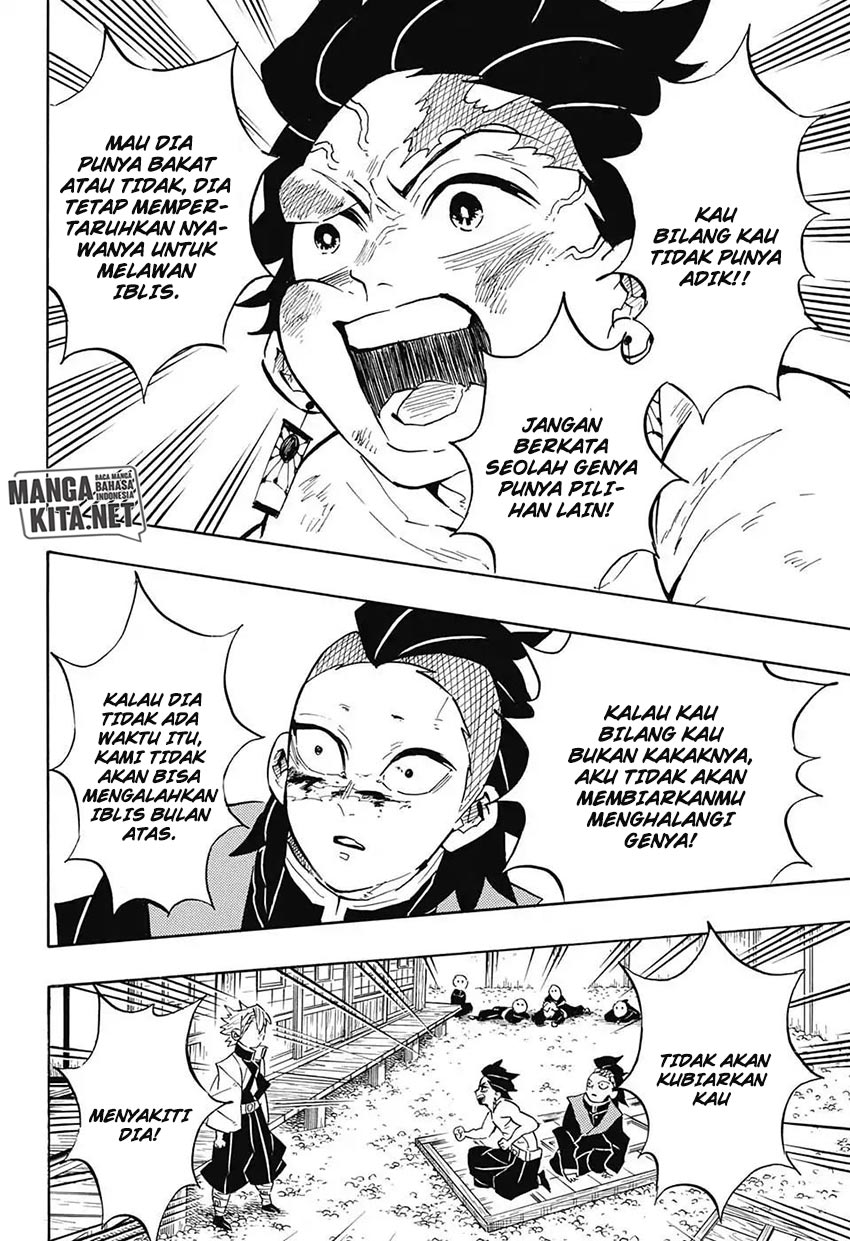 KAU
BILANG KAU
TIDAK PUNYA
ADIK!!
JANGAN
BERKATA
SEOLAH GENYA
PUNYA PILI-
HAN LAIN!
MAU DIA
PUNYA BAKAT
ATAU TIDAK, DIA
TETAP MEMPER-
TARUHKAN NYA-
WANYA UNTUK
MELAWAN
IBLIS.
MANGA
KITA.NET
BACA MANGA
BAHASA
INDONESIA
KALAU KAU
BILANG KAU
BUKAN KAKAKNYA,
AKU TIDAK AKAN
MEMBIARKANMU
MENGHALANGI
GENYA!
KALAU DIA
TIDAK ADA
WAKTU ITU,
KAMI TIDAK
AKAN BISA
MENGALAHKAN
IBLIS BULAN
ATAS.
TIDAK AKAN
KUBIARKAN
KAU
MENYAKITI
DIA!